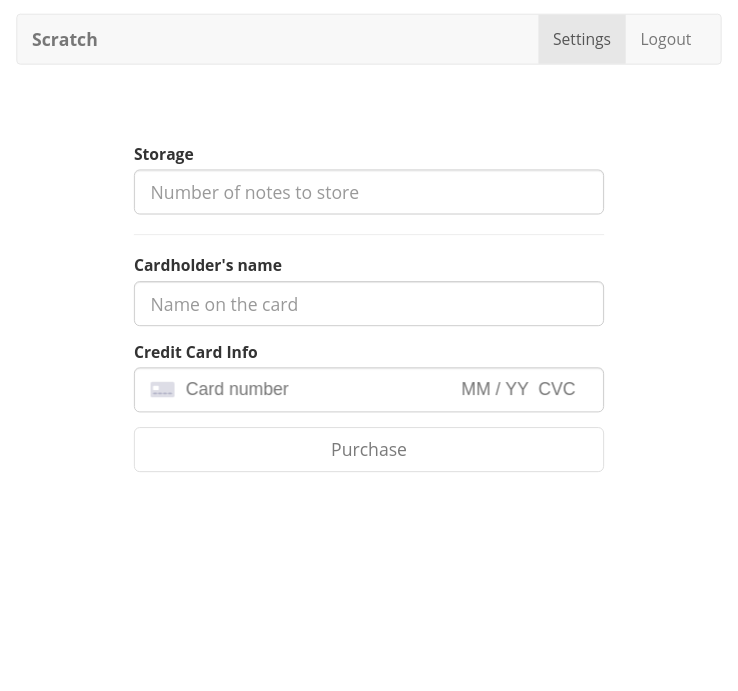 Scratch Settings Logout
Storage
Number of notes to store
Cardholder's name
Name on the card
Credit Card Info
Card number MM / YY CVC
Purchase